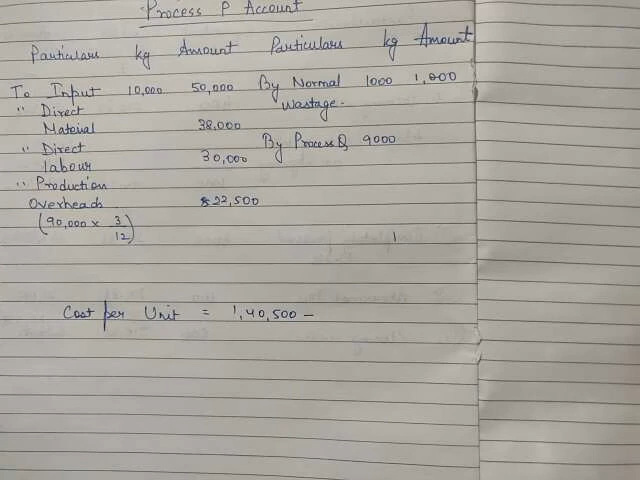 Process P Account
Particulars kg Amount Particulars kg Amount
To Input 10,000 50,000 By Normal 1000 1,000
" Direct Wastage.
Material 38,000
" Direct By Process Q 9000
labour 30,000
" Production
Overheads 22,500
(90,000 x 3/12)
Cost per Unit = 1,40,500 -